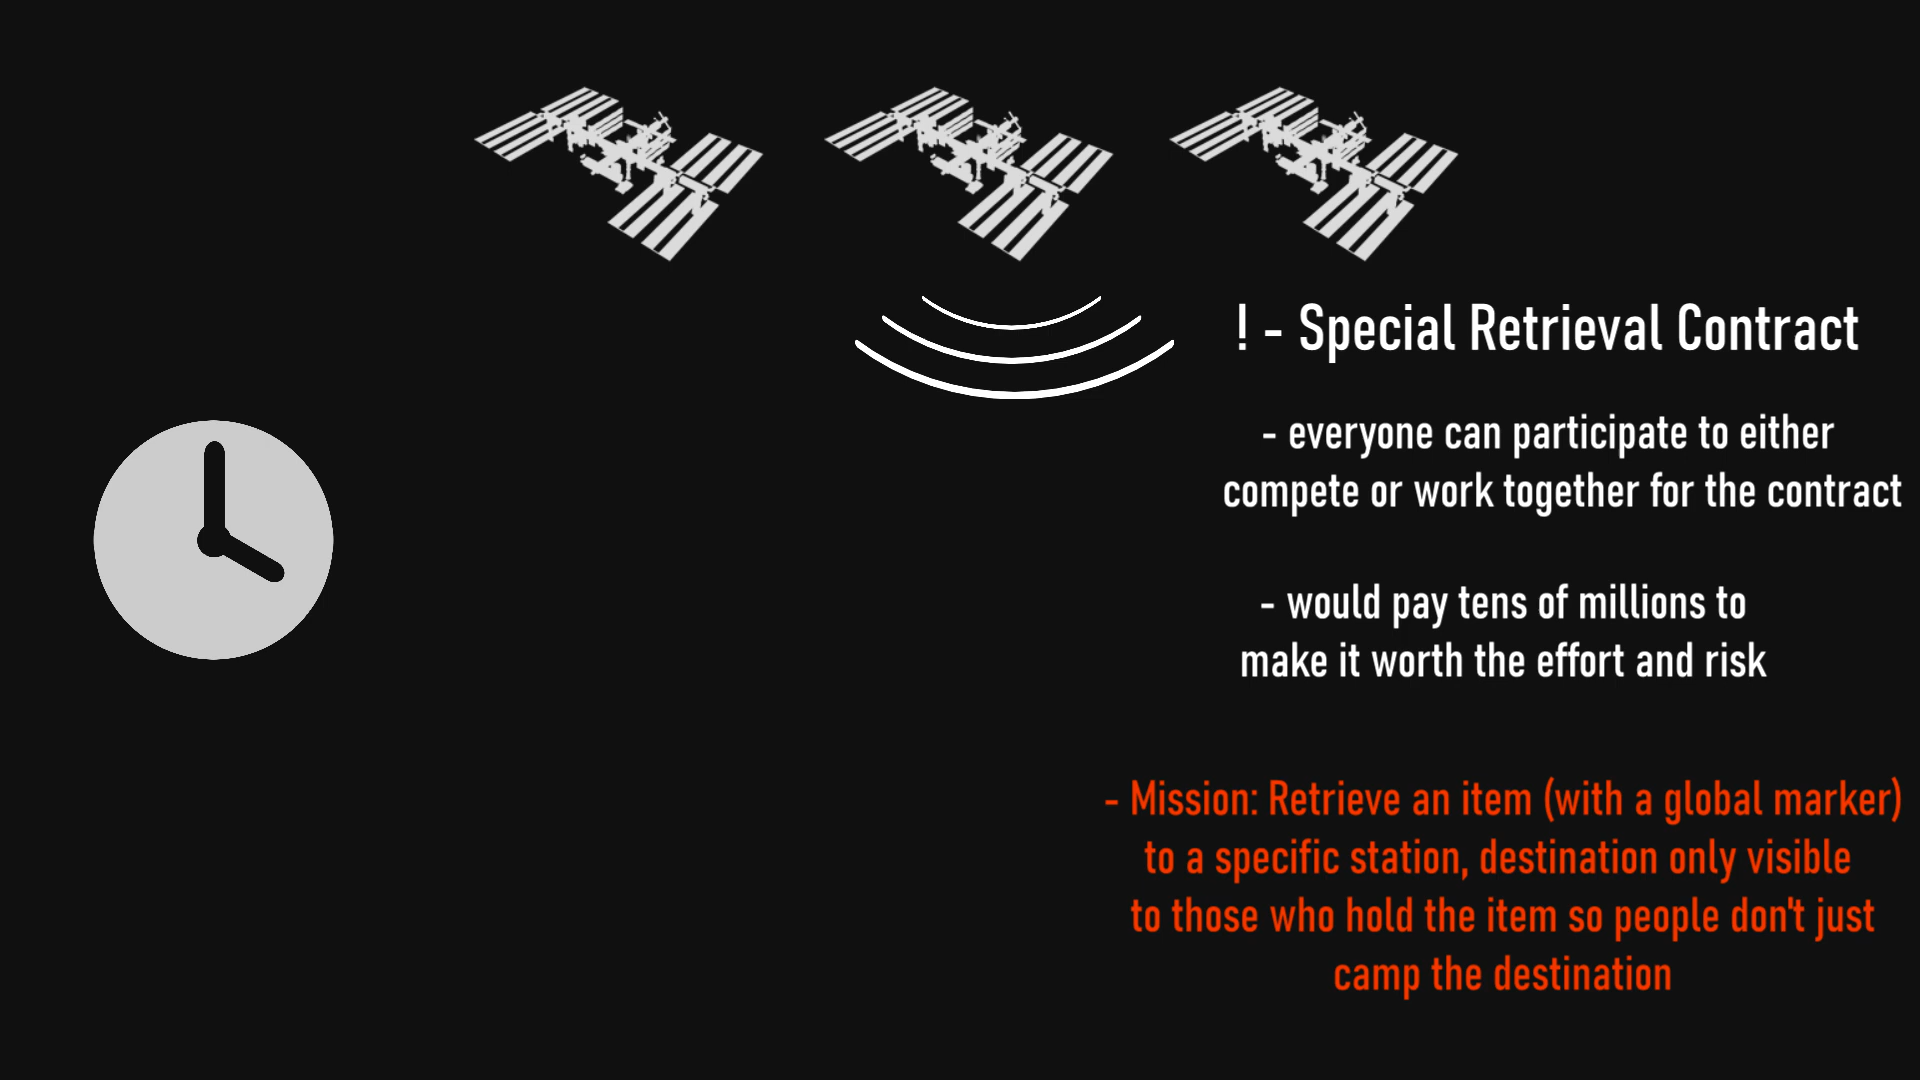 ! - Special Retrieval Contract
- everyone can participate to either
compete or work together for the contract
- would pay tens of millions to
make it worth the effort and risk
- Mission: Retrieve an item (with a global marker)
to a specific station, destination only visible
to those who hold the item so people don't just
camp the destination